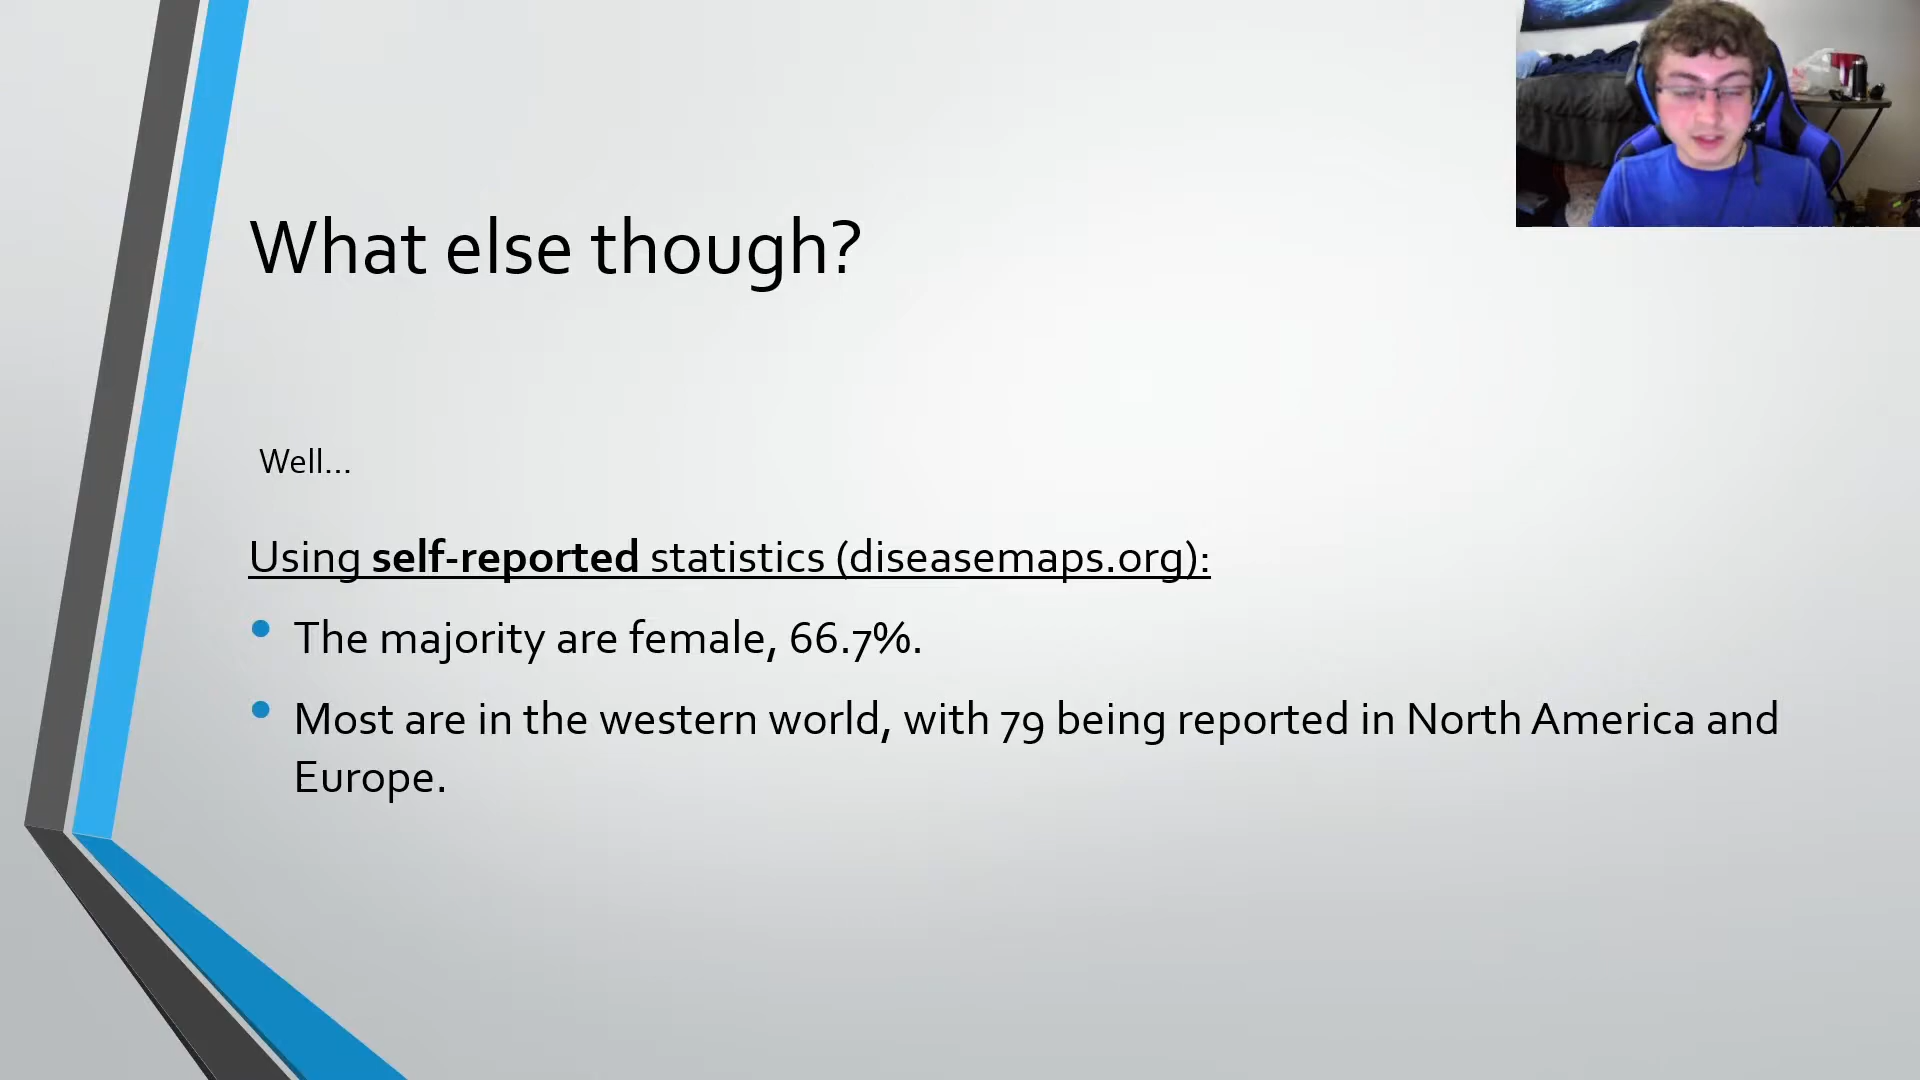 What else though?
Well...
Using self-reported statistics (diseasemaps.org):
The majority are female, 66.7%.
Most are in the western world, with 79 being reported in North America and
Europe.